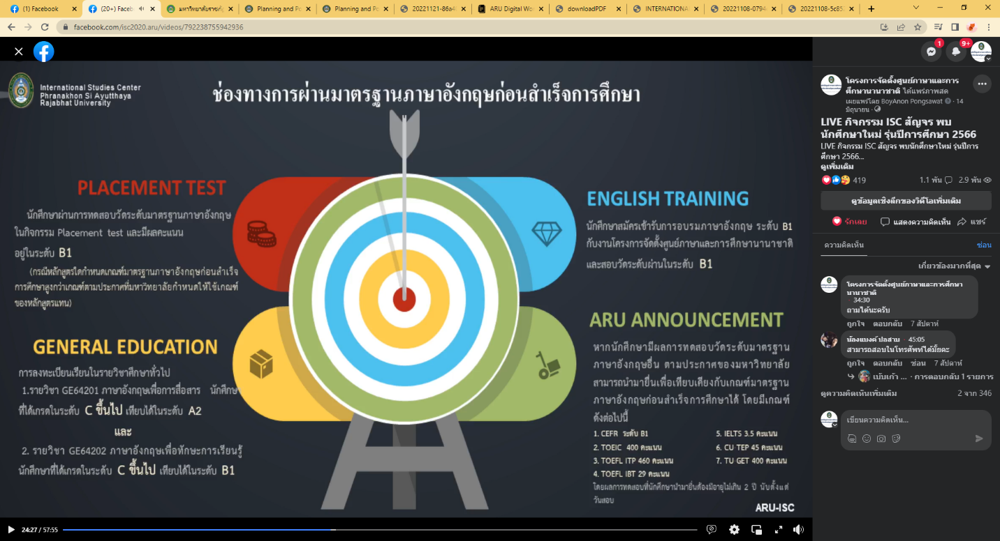 (1) Facebook
(20+) Faceb
มหาวิทยาลัยราชภัฏ
Planning and Po
Planning and Po
20221121-86a4
ARU Digital Wo
downloadPDF
INTERNATIONA
20221108-0794
20221108-5c85
facebook.com/isc2020.aru/videos/792238755942936
International Studies Center
Phranakhon Si Ayutthaya
Rajabhat University
ช่องทางการผ่านมาตรฐานภาษาอังกฤษก่อนสำเร็จการศึกษา
PLACEMENT TEST
นักศึกษาผ่านการทดสอบวัดระดับมาตรฐานภาษาอังกฤษ
ในกิจกรรม Placement test และมีผลคะแนน
อยู่ในระดับ B1
(กรณีหลักสูตรใดกำหนดเกณฑ์มาตรฐานภาษาอังกฤษก่อนสำเร็จ
การศึกษาสูงกว่าเกณฑ์ตามประกาศที่มหาวิทยาลัยกำหนดให้ใช้เกณฑ์
ของหลักสูตรแทน)
GENERAL EDUCATION
การลงทะเบียนเรียนในรายวิชาศึกษาทั่วไป
1.รายวิชา GE64201 ภาษาอังกฤษเพื่อการสื่อสาร นักศึกษา
ที่ได้เกรดในระดับ C ขึ้นไป เทียบได้ในระดับ A2
และ
2. รายวิชา GE64202 ภาษาอังกฤษเพื่อทักษะการเรียนรู้
นักศึกษาที่ได้เกรดในระดับ C ขึ้นไป เทียบได้ในระดับ B1
ENGLISH TRAINING
นักศึกษาสมัครเข้ารับการอบรมภาษาอังกฤษ ระดับ B1
กับงานโครงการจัดตั้งศูนย์ภาษาและการศึกษานานาชาติ
และสอบวัดระดับผ่านในระดับ B1
ARU ANNOUNCEMENT
หากนักศึกษามีผลการทดสอบวัดระดับมาตรฐาน
ภาษาอังกฤษอื่น ตามประกาศของมหาวิทยาลัย
สามารถนำมายื่นเพื่อเทียบเคียงกับเกณฑ์มาตรฐาน
ภาษาอังกฤษก่อนสำเร็จการศึกษาได้ โดยมีเกณฑ์
ดังต่อไปนี้
1. CEFR ระดับ B1
2. TOEIC 400 คะแนน
3. TOEFL ITP 460 คะแนน
4. TOEFL IBT 29 คะแนน
5. IELTS 3.5 คะแนน
6. CU TEP 45 คะแนน
7. TU GET 400 คะแนน
โดยผลการทดสอบที่นักศึกษานำมายื่นต้องมีอายุไม่เกิน 2 ปี นับตั้งแต่
วันสอบ
ARU-ISC
24:27 / 57:55
1
9+
โครงการจัดตั้งศูนย์ภาษาและการ
ศึกษานานาชาติ ได้แพร่ภาพสด
เผยแพร่โดย BoyAnon Pongsawat · 14
มิถุนายน ·
LIVE กิจกรรม ISC สัญจร พบ
นักศึกษาใหม่ รุ่นปีการศึกษา 2566
LIVE กิจกรรม ISC สัญจร พบนักศึกษาใหม่ รุ่นปีการ
ศึกษา 2566...
ดูเพิ่มเติม
419
1.1 พัน
2.9 พัน
ดูข้อมูลเชิงลึกของวิดีโอเพิ่มเติม
รักเลย
แสดงความคิดเห็น
แชร์
ความคิดเห็น
ซ่อน
เกี่ยวข้องมากที่สุด
โครงการจัดตั้งศูนย์ภาษาและการศึกษา
นานาชาติ
· 34:30
ถามได้นะครับ
ถูกใจ ตอบกลับ 7 สัปดาห์
น้องแบงค์ ปลสาม · 45:05
สามารถสอบในโทรศัพท์ได้มั้ยคะ
ถูกใจ ตอบกลับ ซ่อน 7 สัปดาห์
· การตอบกลับ 1 รายการ
ดูความคิดเห็นเพิ่มเติม
2 จาก 346
เขียนความคิดเห็น...